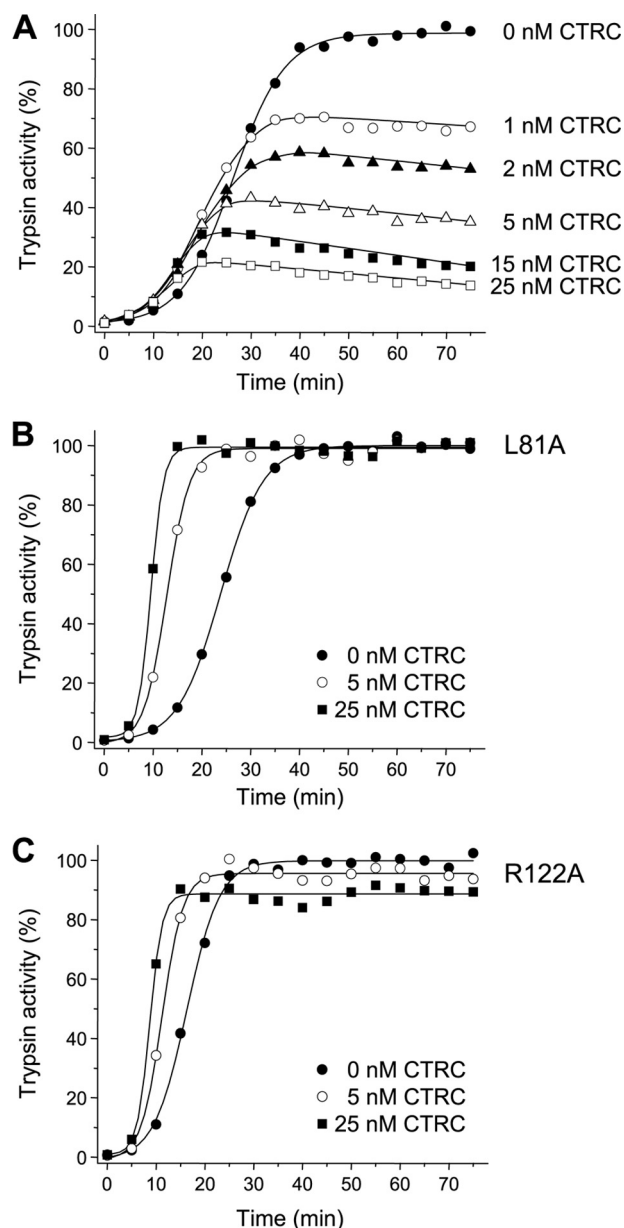 A
Trypsin activity (%)
100
80
60
40
20
0
0 nM CTRC
1 nM CTRC
2 nM CTRC
5 nM CTRC
15 nM CTRC
25 nM CTRC
0 10 20 30 40 50 60 70
Time (min)
B
L81A
Trypsin activity (%)
100
80
60
40
20
0
0 nM CTRC
5 nM CTRC
25 nM CTRC
0 10 20 30 40 50 60 70
Time (min)
C
R122A
Trypsin activity (%)
100
80
60
40
20
0
0 nM CTRC
5 nM CTRC
25 nM CTRC
0 10 20 30 40 50 60 70
Time (min)